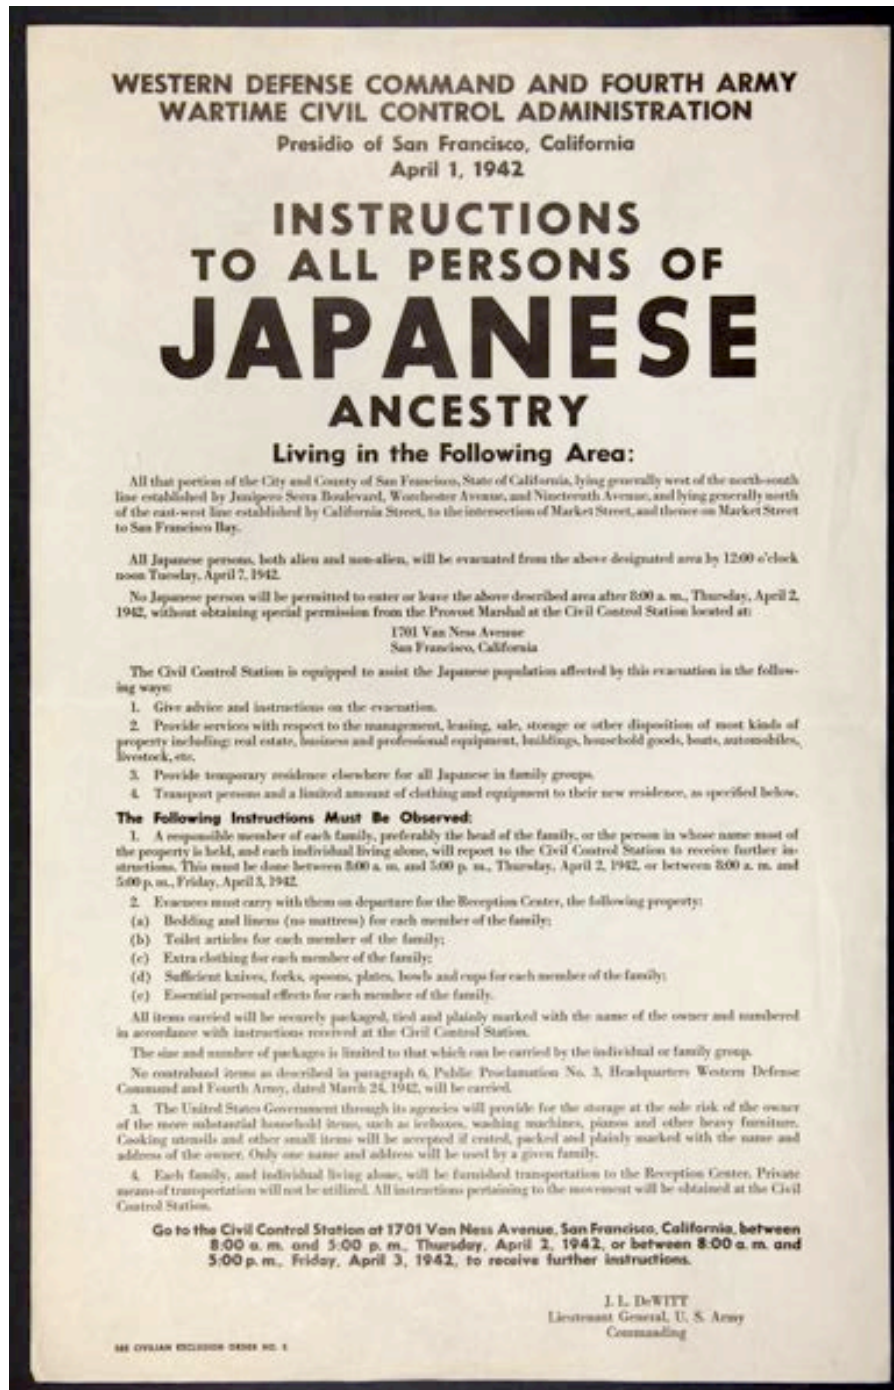 WESTERN DEFENSE COMMAND AND FOURTH ARMY
WARTIME CIVIL CONTROL ADMINISTRATION
Presidio of San Francisco, California
April 1, 1942
INSTRUCTIONS
TO ALL PERSONS OF
JAPANESE
ANCESTRY
Living in the Following Area:
All that portion of the City and County of San Francisco, State of California, lying generally west of the north-south
line established by Junipero Serra Boulevard, Worchester Avenue, and Nineteenth Avenue, and lying generally north
of the east-west line established by California Street, to the intersection of Market Street, and thence on Market Street
to San Francisco Bay.
All Japanese persons, both alien and non-alien, will be evacuated from the above designated area by 12:00 o'clock
noon Tuesday, April 7, 1942.
No Japanese person will be permitted to enter or leave the above described area after 8:00 a. m., Thursday, April 2,
1942, without obtaining special permission from the Provost Marshal at the Civil Control Station located at:
1701 Van Ness Avenue
San Francisco, California
The Civil Control Station is equipped to assist the Japanese population affected by this evacuation in the follow-
ing ways:
1. Give advice and instructions on the evacuation.
2. Provide services with respect to the management, leasing, sale, storage or other disposition of most kinds of
property including: real estate, business and professional equipment, buildings, household goods, boats, automobiles,
livestock, etc.
3. Provide temporary residence elsewhere for all Japanese in family groups.
4. Transport persons and a limited amount of clothing and equipment to their new residence, as specified below.
The Following Instructions Must Be Observed:
1. A responsible member of each family, preferably the head of the family, or the person in whose name most of
the property is held, and each individual living alone, will report to the Civil Control Station to receive further in-
structions. This must be done between 8:00 a. m. and 5:00 p. m., Thursday, April 2, 1942, or between 8:00 a. m. and
5:00 p. m., Friday, April 3, 1942.
2. Evacuees must carry with them on departure for the Reception Center, the following property:
(a) Bedding and linens (no mattress) for each member of the family;
(b) Toilet articles for each member of the family;
(c) Extra clothing for each member of the family;
(d) Sufficient knives, forks, spoons, plates, bowls and cups for each member of the family;
(e) Essential personal effects for each member of the family.
All items carried will be securely packaged, tied and plainly marked with the name of the owner and numbered
in accordance with instructions received at the Civil Control Station.
The size and number of packages is limited to that which can be carried by the individual or family group.
No contraband items as described in paragraph 6, Public Proclamation No. 3, Headquarters Western Defense
Command and Fourth Army, dated March 24, 1942, will be carried.
3. The United States Government through its agencies will provide for the storage at the sole risk of the owner
of the more substantial household items, such as iceboxes, washing machines, pianos and other heavy furniture.
Cooking utensils and other small items will be accepted if crated, packed and plainly marked with the name and
address of the owner. Only one name and address will be used by a given family.
4. Each family, and individual living alone, will be furnished transportation to the Reception Center. Private
means of transportation will not be utilized. All instructions pertaining to the movement will be obtained at the Civil
Control Station.
Go to the Civil Control Station at 1701 Van Ness Avenue, San Francisco, California, between
8:00 a. m. and 5:00 p. m., Thursday, April 2, 1942, or between 8:00 a. m. and
5:00 p. m., Friday, April 3, 1942, to receive further instructions.
J. L. DeWITT
Lieutenant General, U. S. Army
Commanding
SEE CIVILIAN EXCLUSION ORDER NO.